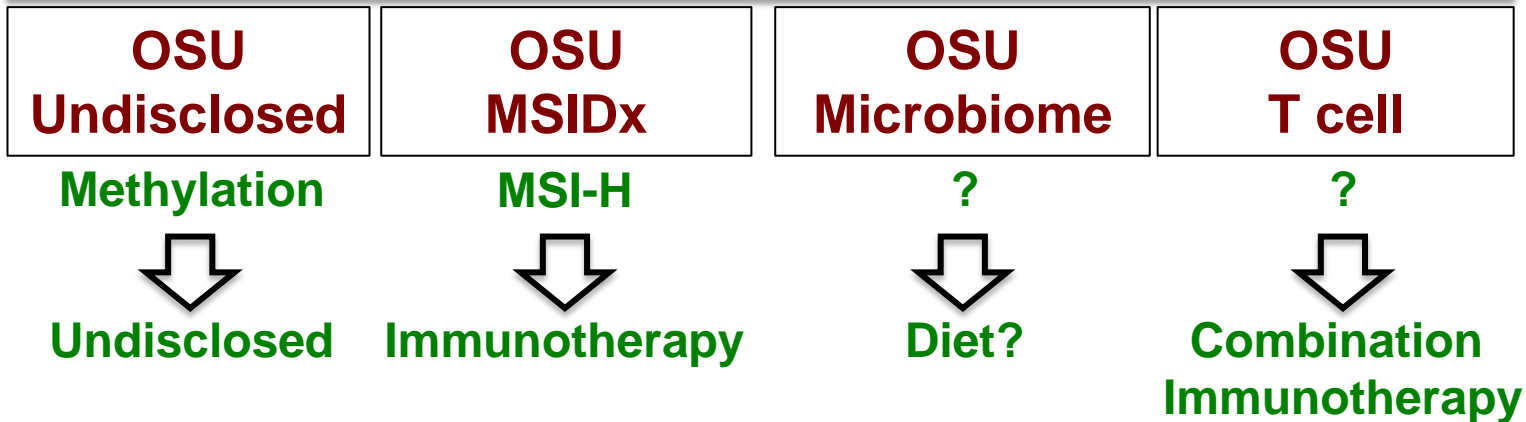 OSU
Undisclosed
OSU
MSIDx
OSU
Microbiome
OSU
T cell
Methylation
MSI-H
?
?
Undisclosed
Immunotherapy
Diet?
Combination
Immunotherapy